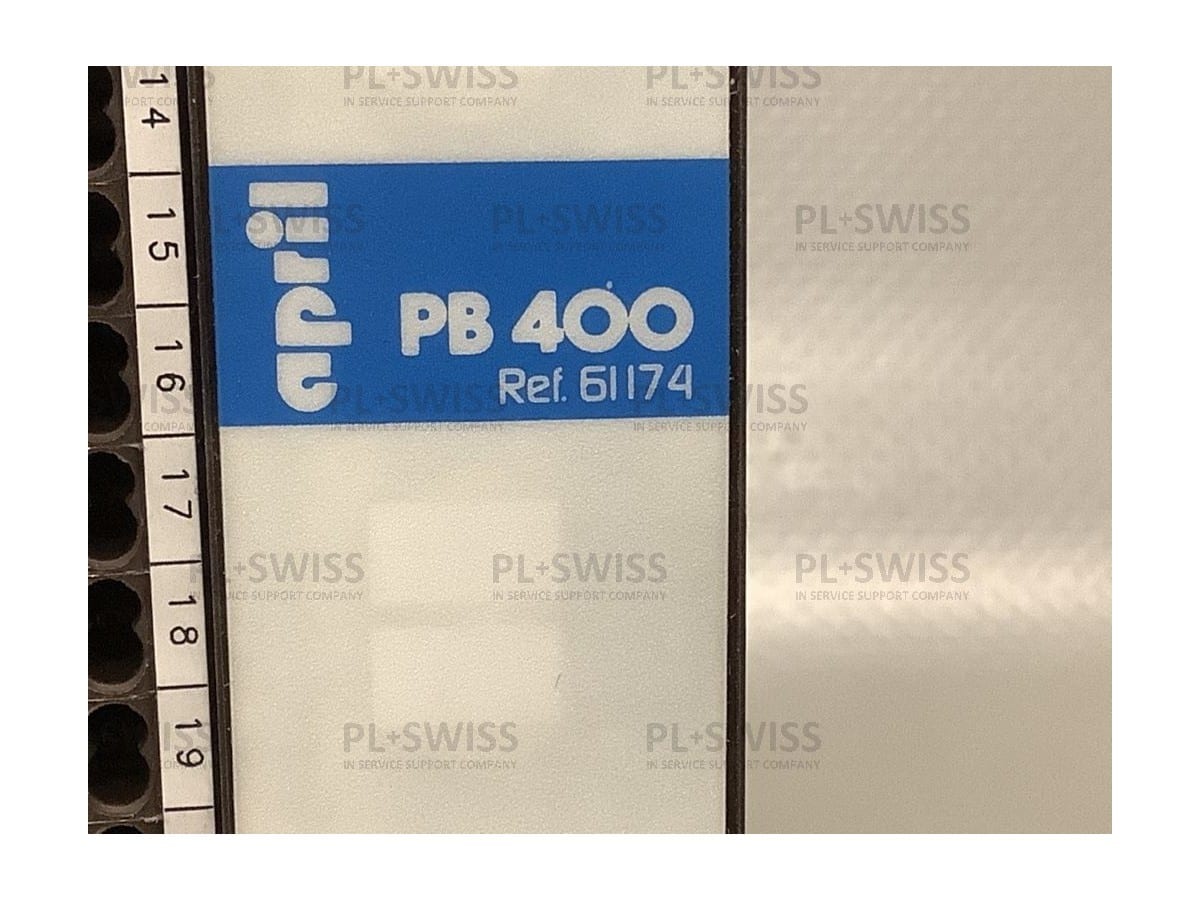 14
15
16
17
18
19
april
PB 400
Ref. 61174
PL+SWISS
IN SERVICE SUPPORT COMPANY